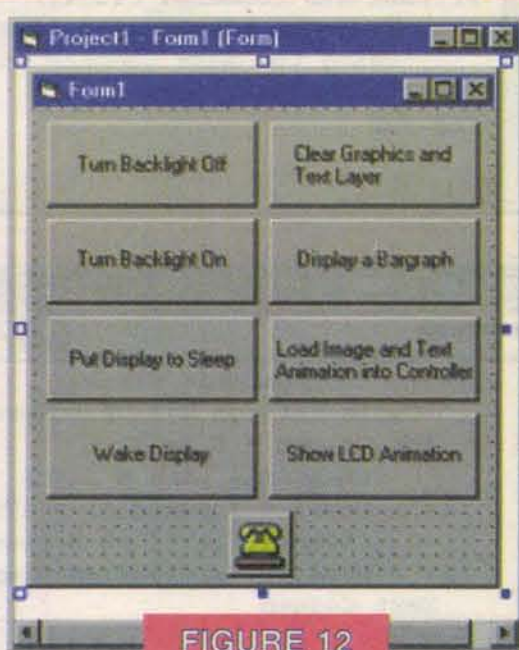 Project1 - Form1 (Form)
Form1
Turn Backlight Off
Clear Graphics and
Text Layer
Turn Backlight On
Display a Bargraph
Put Display to Sleep
Load Image and Text
Animation into Controller
Wake Display
Show LCD Animation
FIGURE 12